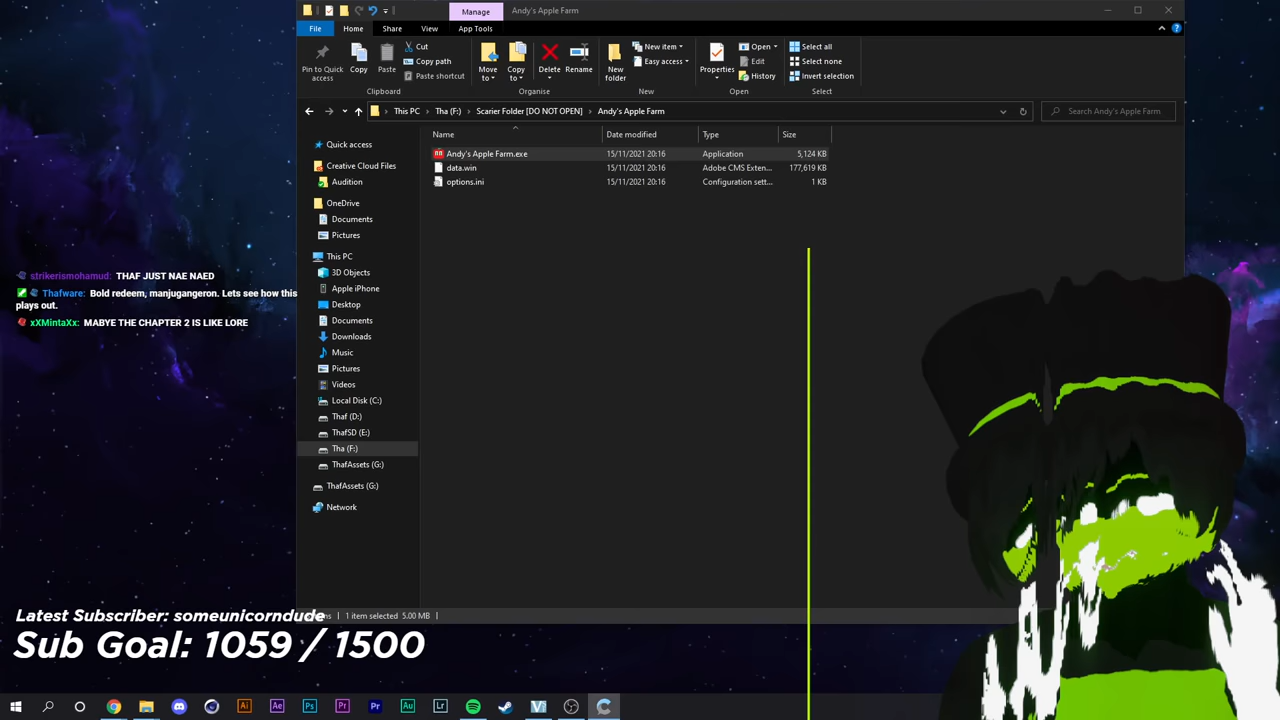 Manage
Andy's Apple Farm
File
Home
Share
View
App Tools
Pin to Quick
access
Copy
Paste
Cut
Copy path
Paste shortcut
Clipboard
Move
to
Copy
to
Delete
Rename
Organise
New
folder
New item
Easy access
New
Properties
Open
Edit
History
Open
Select all
Select none
Invert selection
Select
This PC
Tha (F:)
Scarier Folder [DO NOT OPEN]
Andy's Apple Farm
Search Andy's Apple Farm
Name
Date modified
Type
Size
Andy's Apple Farm.exe 15/11/2021 20:16 Application 5,124 KB
data.win 15/11/2021 20:16 Adobe CMS Exten... 177,619 KB
options.ini 15/11/2021 20:16 Configuration sett... 1 KB
Quick access
Creative Cloud Files
Audition
OneDrive
Documents
Pictures
This PC
3D Objects
Apple iPhone
Desktop
Documents
Downloads
Music
Pictures
Videos
Local Disk (C:)
Thaf (D:)
ThafSD (E:)
Tha (F:)
ThafAssets (G:)
ThafAssets (G:)
Network
1 item selected 5.00 MB
strikerismohamud: THAF JUST NAE NAED
Thafware: Bold redeem, manjugangeron. Lets see how this
plays out.
xXMintaXx: MABYE THE CHAPTER 2 IS LIKE LORE
Latest Subscriber: someunicorndude
Sub Goal: 1059 / 1500
Ai
Ae
Ps
Pr
Pr
Au
Lr